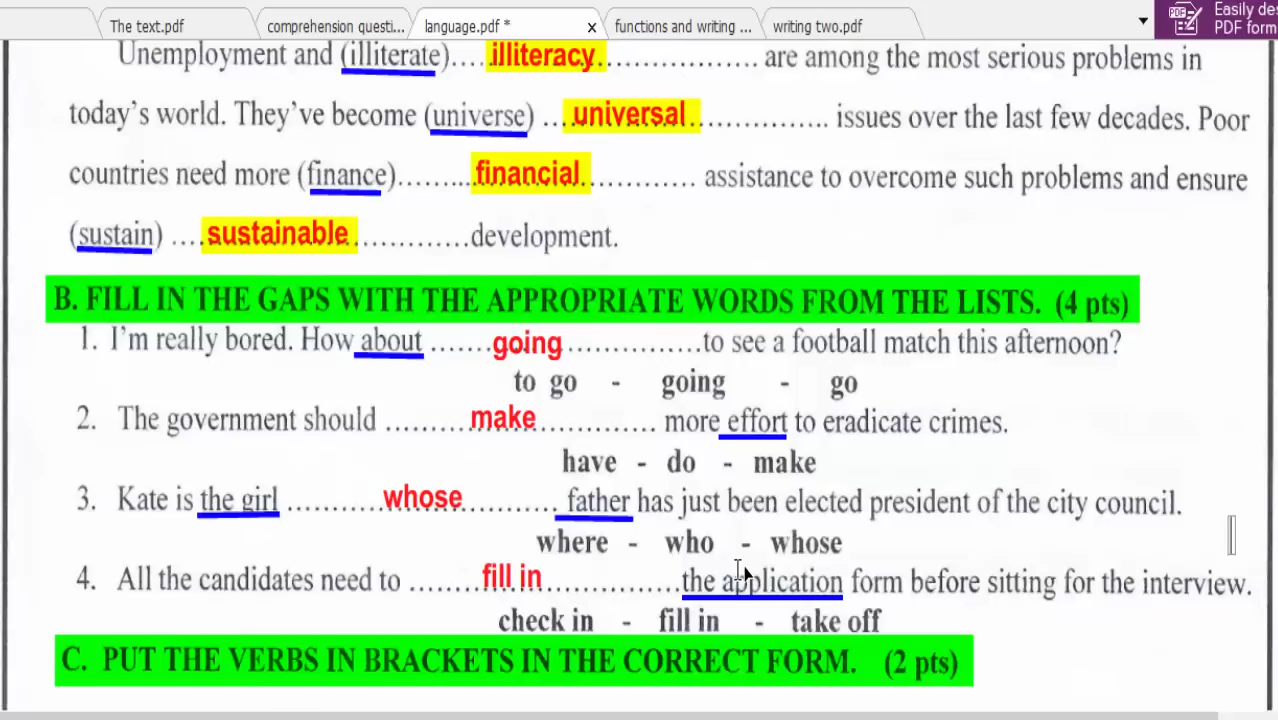 The text.pdf comprehension questi... language.pdf * x functions and writing ... writing two.pdf Easily de
PDF PDF form
Unemployment and (illiterate)..... illiteracy ......................... are among the most serious problems in
today's world. They've become (universe) .... universal .................. issues over the last few decades. Poor
countries need more (finance)........... financial ............... assistance to overcome such problems and ensure
(sustain) .... sustainable ................development.
B. FILL IN THE GAPS WITH THE APPROPRIATE WORDS FROM THE LISTS. (4 pts)
1. I'm really bored. How about ....... going .................to see a football match this afternoon?
to go - going - go
2. The government should ........... make ............... more effort to eradicate crimes.
have - do - make
3. Kate is the girl ............ whose ............ father has just been elected president of the city council.
where - who - whose
4. All the candidates need to ......... fill in .................the application form before sitting for the interview.
check in - fill in - take off
C. PUT THE VERBS IN BRACKETS IN THE CORRECT FORM. (2 pts)